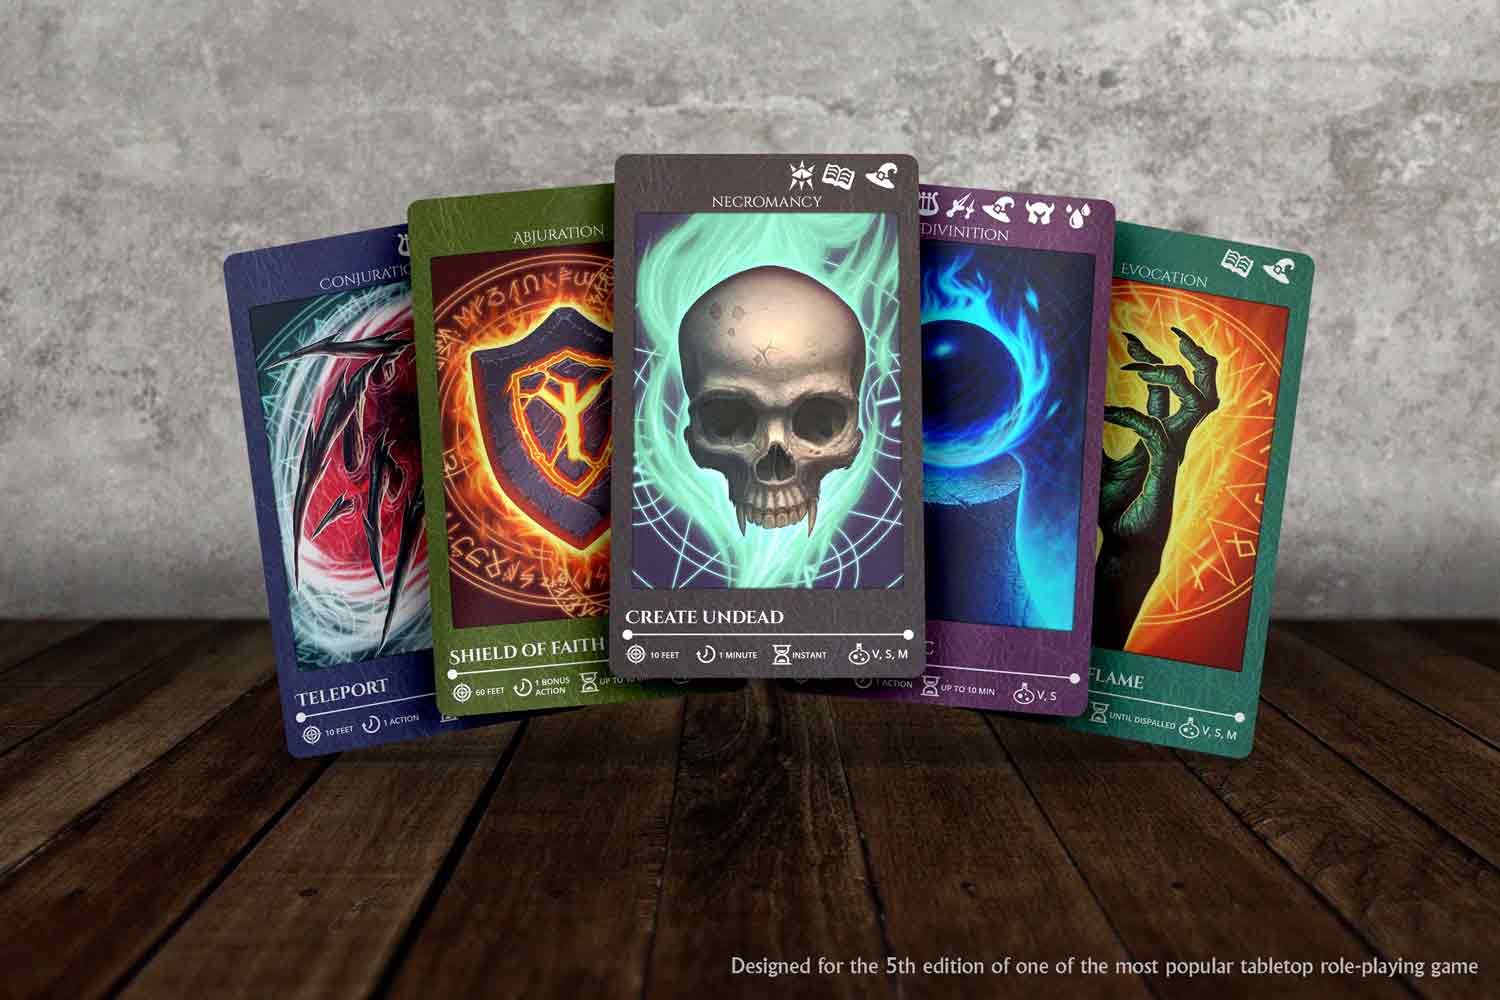 CONJURATIO
TELEPORT
10 FEET
1 ACTION
ABJURATION
SHIELD OF FAITH
60 FEET
1 BONUS
ACTION
UP TO 10
NECROMANCY
CREATE UNDEAD
10 FEET
1 MINUTE
INSTANT
V, S, M
DIVINITION
C
1 ACTION
UP TO 10 MIN
V, S
EVOCATION
FLAME
UNTIL DISPALLED
V, S, M
Designed for the 5th edition of one of the most popular tabletop role-playing game